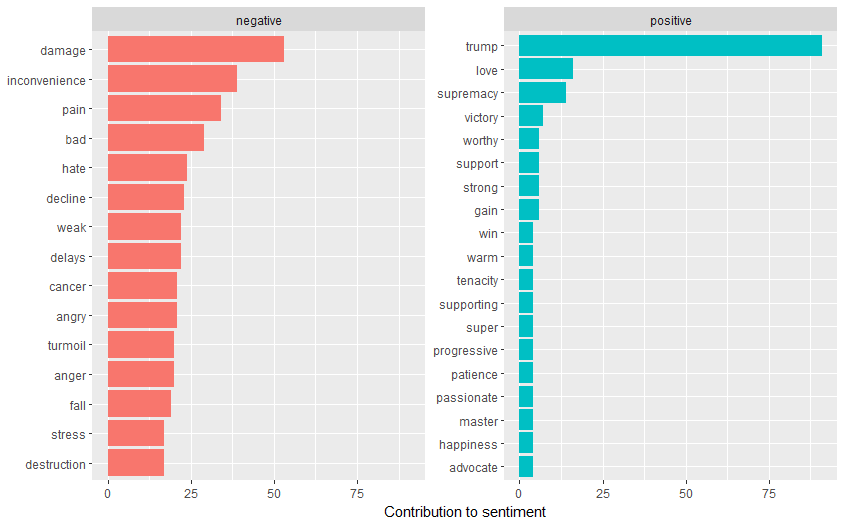 negative
damage
inconvenience
pain
bad
hate
decline
weak
delays
cancer
angry
turmoil
anger
fall
stress
destruction
0 25 50 75
positive
trump
love
supremacy
victory
worthy
support
strong
gain
win
warm
tenacity
supporting
super
progressive
patience
passionate
master
happiness
advocate
0 25 50 75
Contribution to sentiment